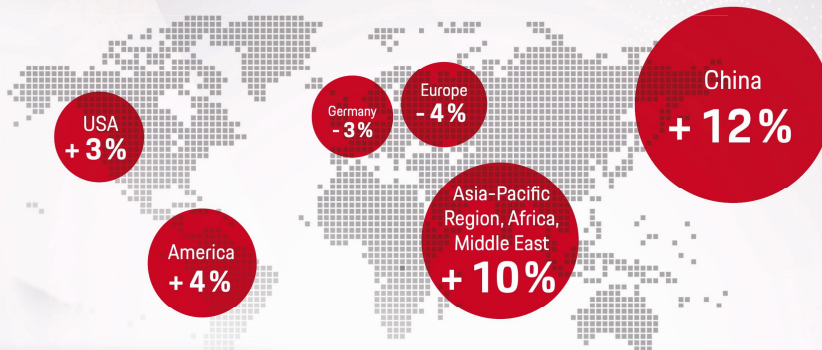 USA
+ 3%
America
+ 4%
Germany
- 3%
Europe
- 4%
Asia-Pacific
Region, Africa,
Middle East
+ 10%
China
+ 12%